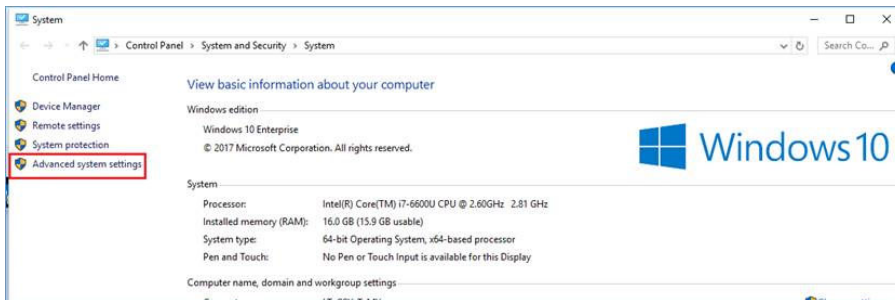 System
Control Panel > System and Security > System
Search Co...
Control Panel Home
Device Manager
Remote settings
System protection
Advanced system settings
View basic information about your computer
Windows edition
Windows 10 Enterprise
© 2017 Microsoft Corporation. All rights reserved.
Windows 10
System
Processor: Intel(R) Core(TM) i7-6600U CPU @ 2.60GHz 2.81 GHz
Installed memory (RAM): 16.0 GB (15.9 GB usable)
System type: 64-bit Operating System, x64-based processor
Pen and Touch: No Pen or Touch Input is available for this Display
Computer name, domain and workgroup settings